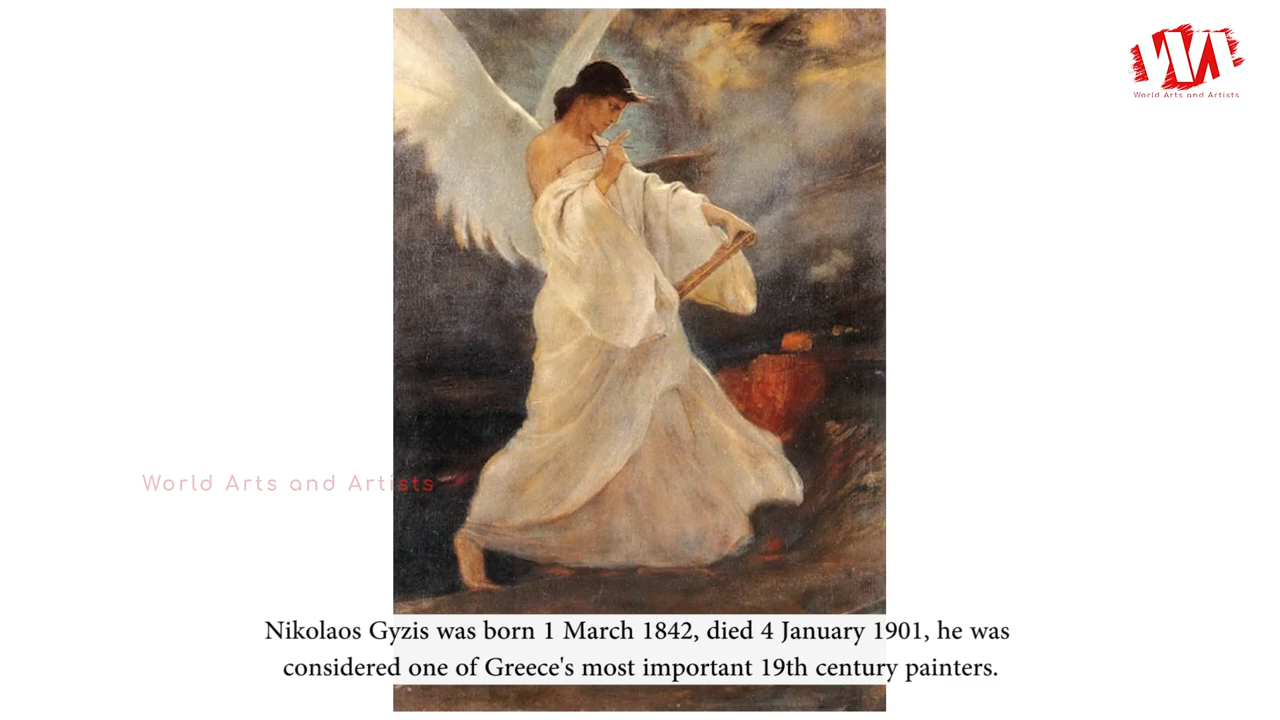 World Arts and Artists
World Arts and Artists
Nikolaos Gyzis was born 1 March 1842, died 4 January 1901, he was
considered one of Greece's most important 19th century painters.